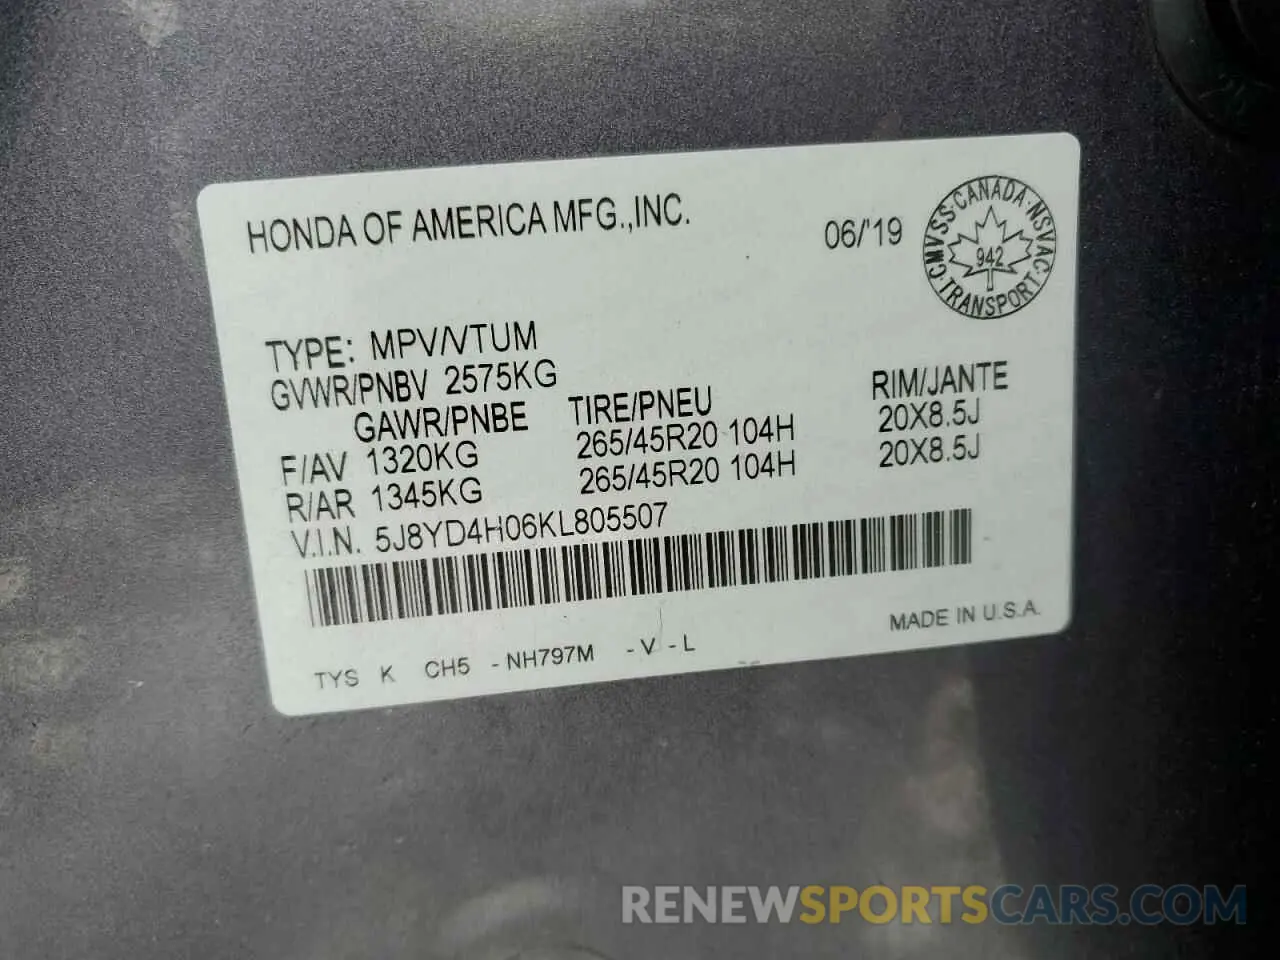 HONDA OF AMERICA MFG.,INC.
06/'19
CMVSS·CANADA·NSVAC·TRANSPORT·
942
TYPE: MPV/VTUM
GVWR/PNBV 2575KG
GAWR/PNBE TIRE/PNEU RIM/JANTE
F/AV 1320KG 265/45R20 104H 20X8.5J
R/AR 1345KG 265/45R20 104H 20X8.5J
V.I.N. 5J8YD4H06KL805507
MADE IN U.S.A.
TYS K CH5 -NH797M -V-L
RENEWSPORTSCARS.COM